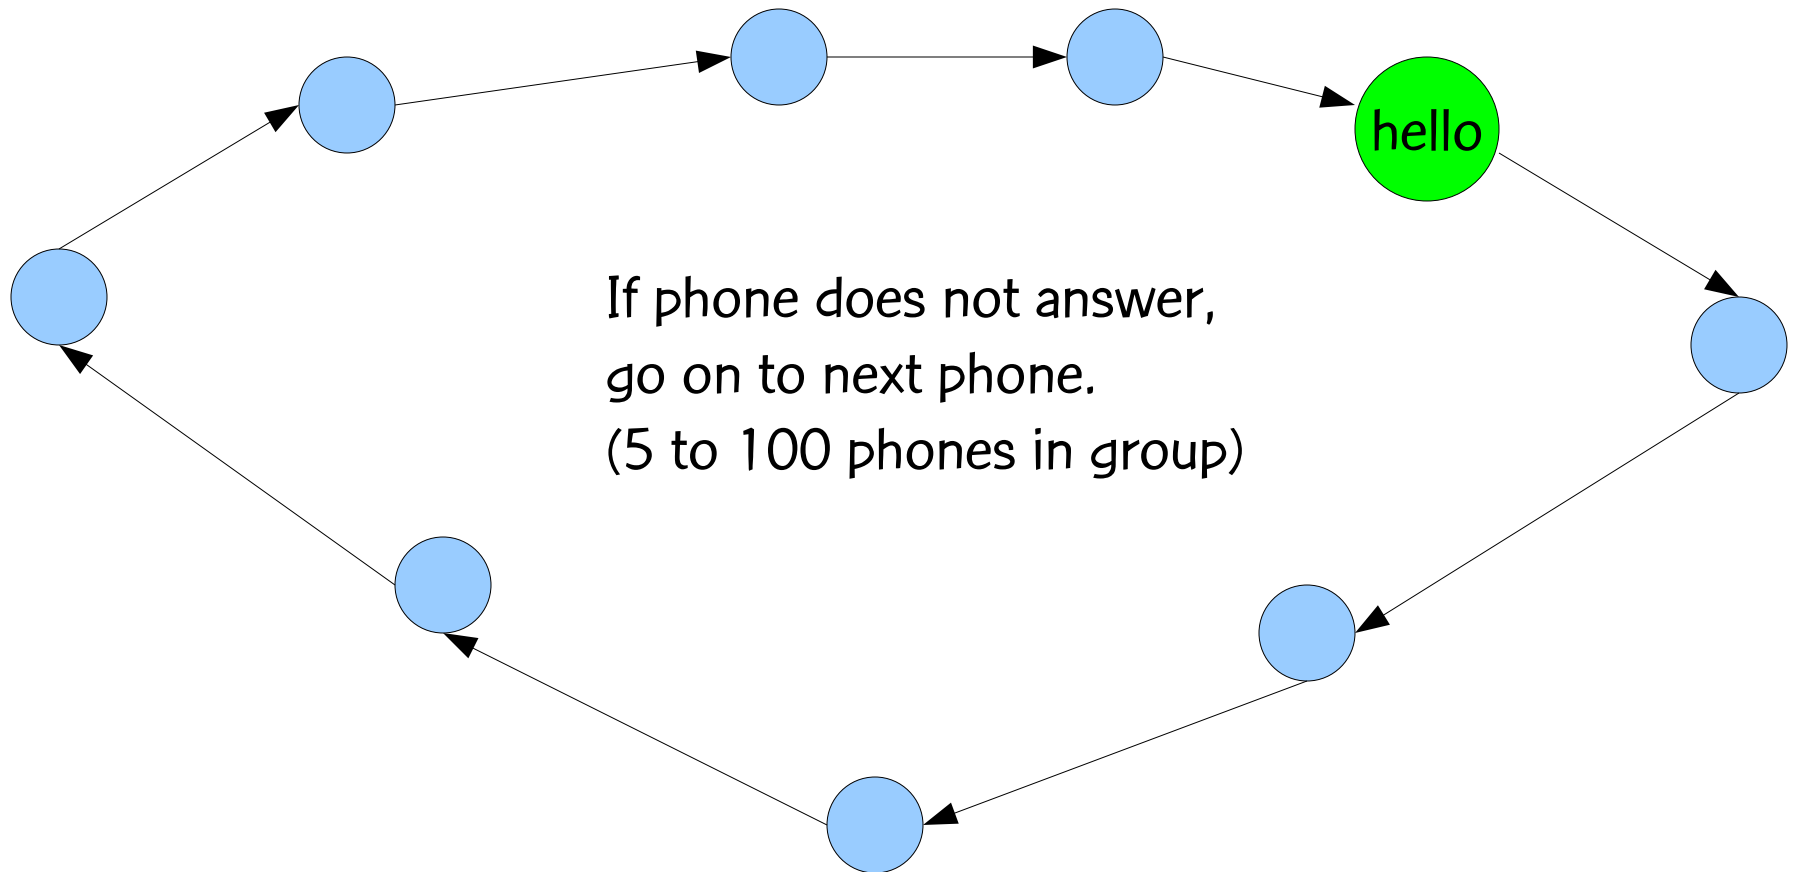 hello
If phone does not answer,
go on to next phone.
(5 to 100 phones in group)